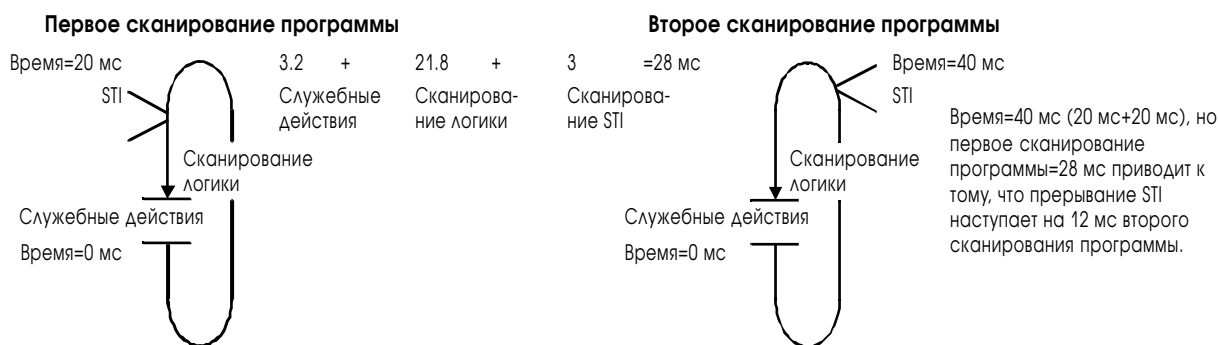 Первое сканирование программы
Время=20 мс
STI
3.2 + 21.8 + 3 =28 мс
Служебные действия
Сканирова-
ние логики
Сканирова-
ние STI
Сканирование
логики
Служебные действия
Время=0 мс
Второе сканирование программы
Время=40 мс
STI
Сканирование
логики
Служебные действия
Время=0 мс
Время=40 мс (20 мс+20 мс), но
первое сканирование
программы=28 мс приводит к
тому, что прерывание STI
наступает на 12 мс второго
сканирования программы.